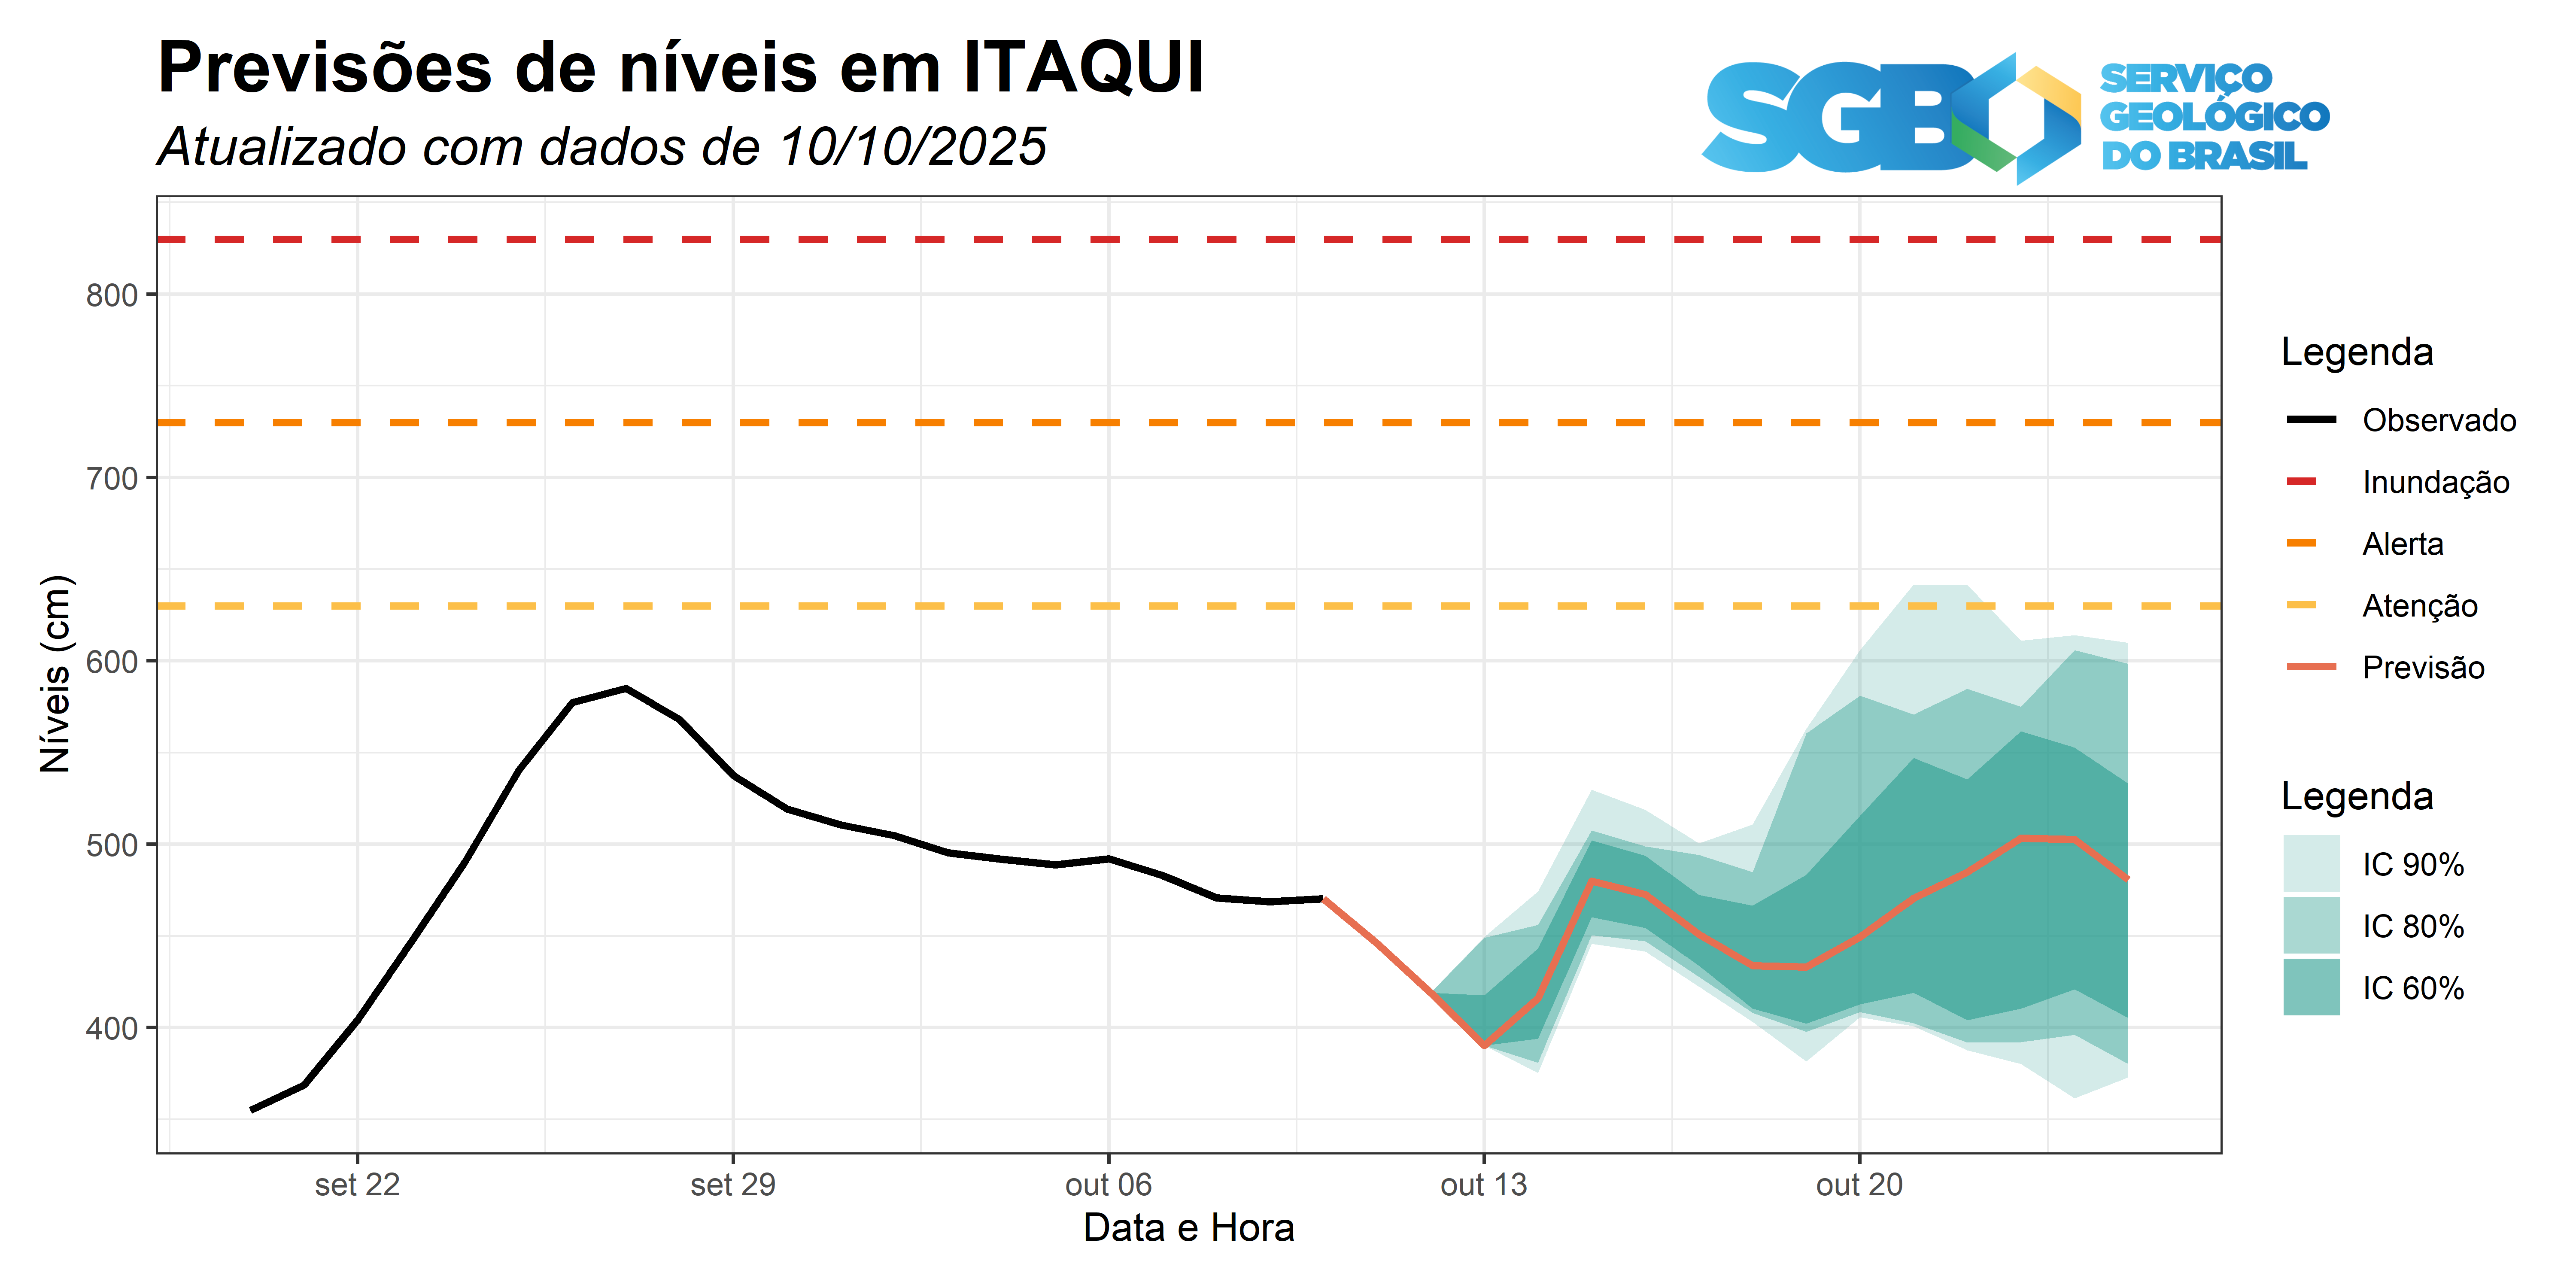 Previsões de níveis em ITAQUI
Atualizado com dados de 10/10/2025
SGB
SERVIÇO
GEOLÓGICO
DO BRASIL
800
700
600
500
400
Níveis (cm)
set 22
set 29
out 06
out 13
out 20
Data e Hora
Legenda
Observado
Inundação
Alerta
Atenção
Previsão
Legenda
IC 90%
IC 80%
IC 60%